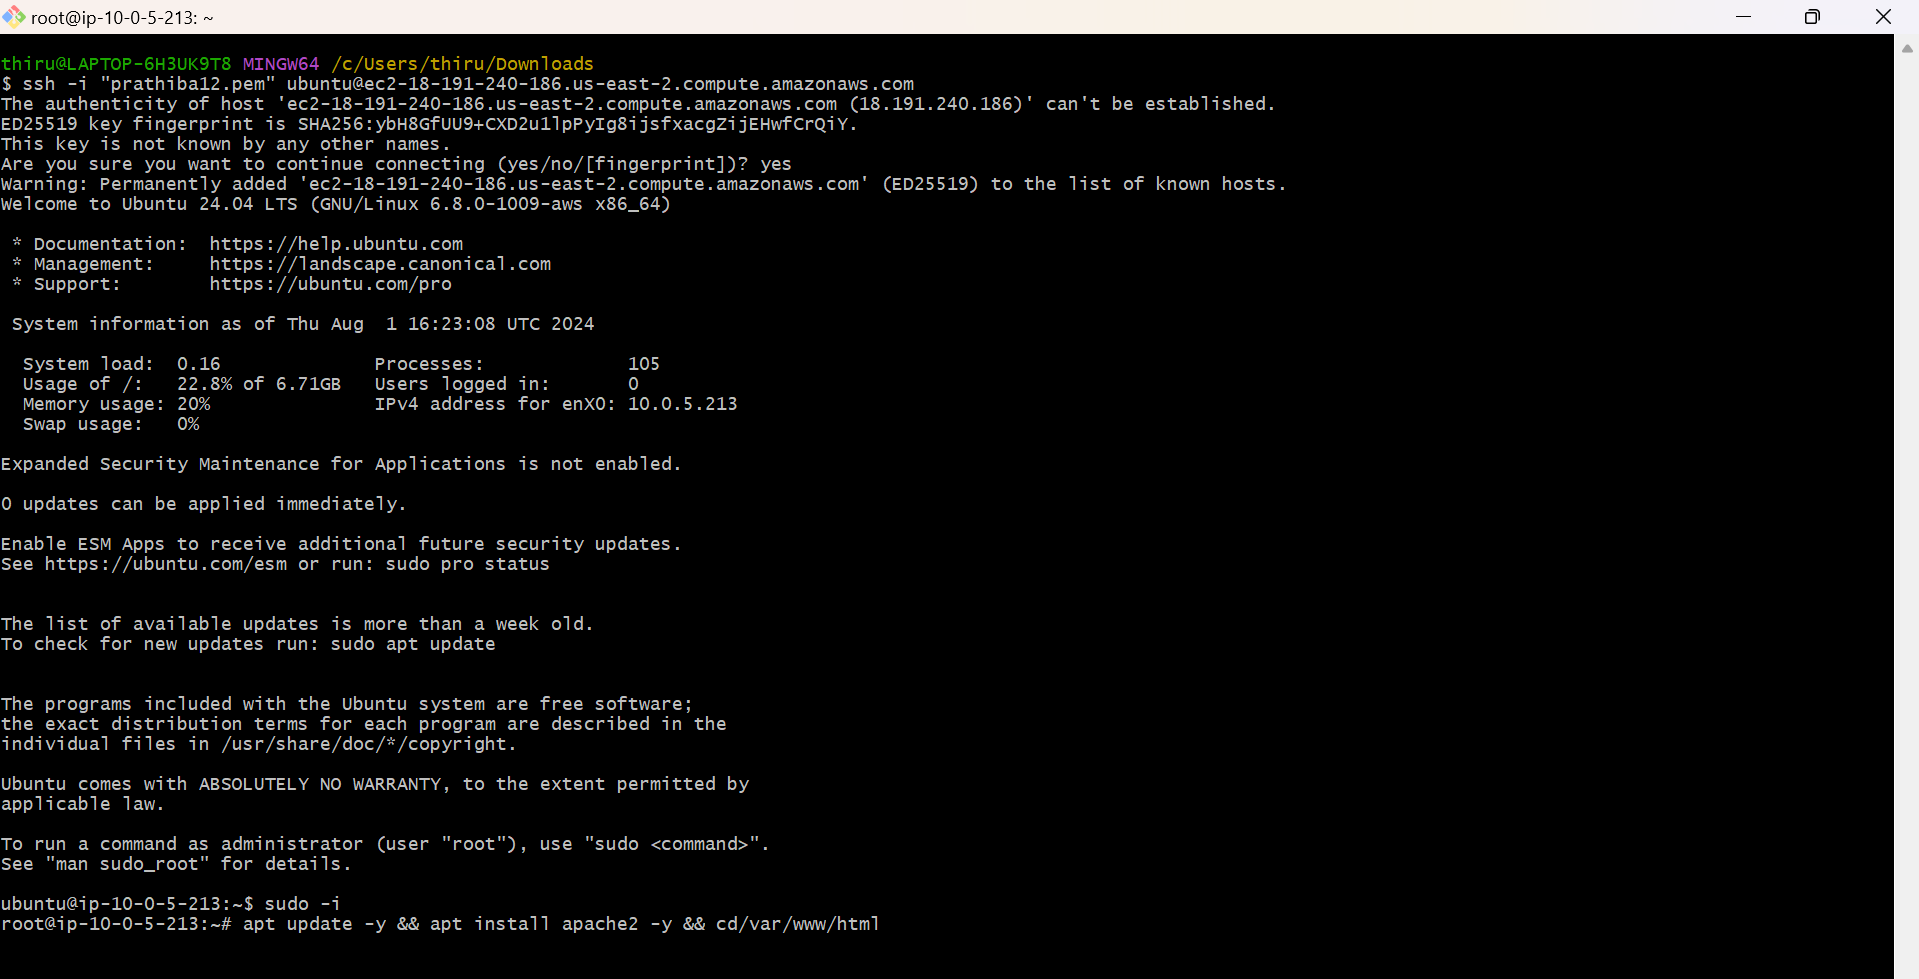 root@ip-10-0-5-213: ~
thiru@LAPTOP-6H3UK9T8 MINGW64 /c/Users/thiru/Downloads
$ ssh -i "prathiba12.pem" ubuntu@ec2-18-191-240-186.us-east-2.compute.amazonaws.com
The authenticity of host 'ec2-18-191-240-186.us-east-2.compute.amazonaws.com (18.191.240.186)' can't be established.
ED25519 key fingerprint is SHA256:ybH8GfUU9+CXD2u1lpPyIg8ijsfxacgZijEHwfCrQiY.
This key is not known by any other names.
Are you sure you want to continue connecting (yes/no/[fingerprint])? yes
Warning: Permanently added 'ec2-18-191-240-186.us-east-2.compute.amazonaws.com' (ED25519) to the list of known hosts.
Welcome to Ubuntu 24.04 LTS (GNU/Linux 6.8.0-1009-aws x86_64)

 * Documentation:  https://help.ubuntu.com
 * Management:     https://landscape.canonical.com
 * Support:        https://ubuntu.com/pro

 System information as of Thu Aug  1 16:23:08 UTC 2024

  System load:  0.16              Processes:             105
  Usage of /:   22.8% of 6.71GB   Users logged in:       0
  Memory usage: 20%               IPv4 address for enX0: 10.0.5.213
  Swap usage:   0%

Expanded Security Maintenance for Applications is not enabled.

0 updates can be applied immediately.

Enable ESM Apps to receive additional future security updates.
See https://ubuntu.com/esm or run: sudo pro status

The list of available updates is more than a week old.
To check for new updates run: sudo apt update

The programs included with the Ubuntu system are free software;
the exact distribution terms for each program are described in the
individual files in /usr/share/doc/*/copyright.

Ubuntu comes with ABSOLUTELY NO WARRANTY, to the extent permitted by
applicable law.

To run a command as administrator (user "root"), use "sudo <command>".
See "man sudo_root" for details.

ubuntu@ip-10-0-5-213:~$ sudo -i
root@ip-10-0-5-213:~# apt update -y && apt install apache2 -y && cd/var/www/html